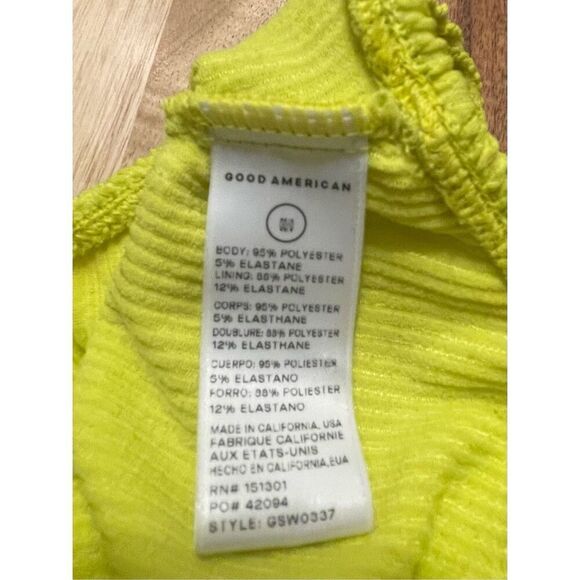 GOOD AMERICAN
BODY: 95% POLYESTER
5% ELASTANE
LINING: 88% POLYESTER
12% ELASTANE
CORPS: 95% POLYESTER
5% ELASTHANE
DOUBLURE: 88% POLYESTER
12% ELASTHANE
CUERPO: 95% POLIESTER
5% ELASTANO
FORRO: 88% POLIESTER
12% ELASTANO
MADE IN CALIFORNIA, USA
FABRIQUE CALIFORNIE
AUX ETATS-UNIS
HECHO EN CALIFORNIA,EUA
RN# 151301
PO# 42094
STYLE: GSW0337